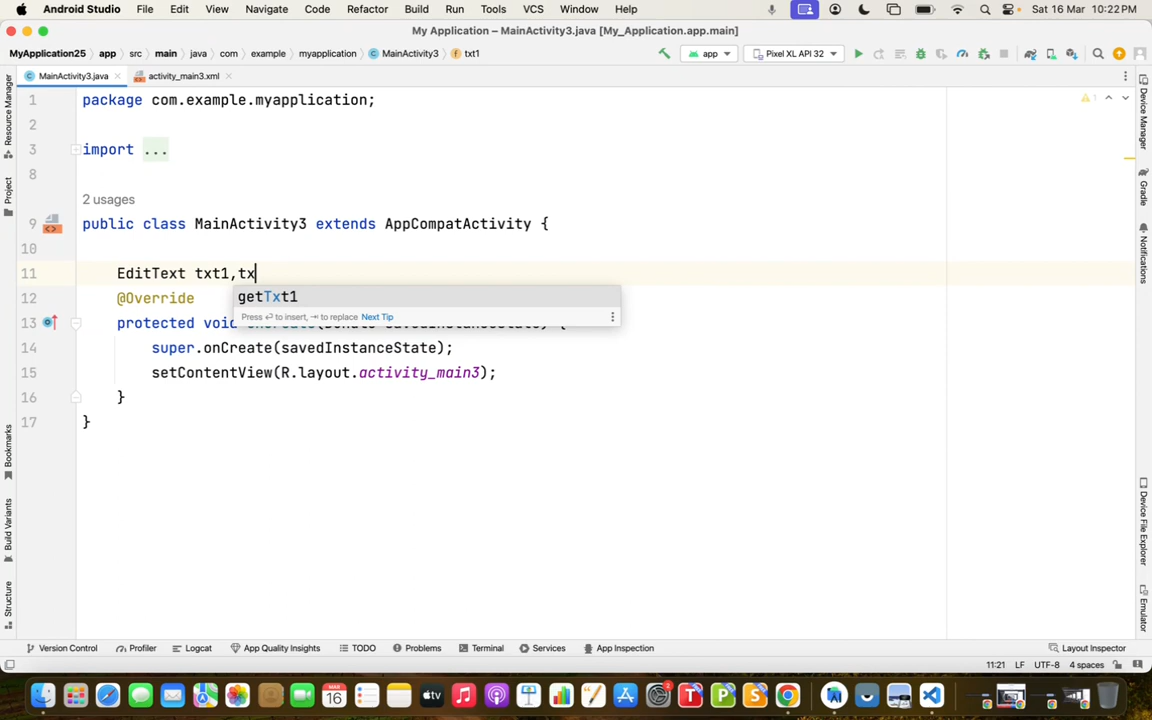 Android Studio File Edit View Navigate Code Refactor Build Run Tools VCS Window Help Sat 16 Mar 10:22 PM
My Application – MainActivity3.java [My_Application.app.main]
MyApplication25 app src main java com example myapplication MainActivity3 txt1 app Pixel XL API 32
MainActivity3.java activity_main3.xml
1 package com.example.myapplication;
2
3 import ...
8
2 usages
9 public class MainActivity3 extends AppCompatActivity {
10
11 EditText txt1,tx
12 @Override
getTxt1
Press ⏎ to insert, ⇥ to replace Next Tip
13 protected void
14 super.onCreate(savedInstanceState);
15 setContentView(R.layout.activity_main3);
16 }
17 }
1
Resource Manager
Project
Bookmarks
Build Variants
Structure
Device Manager
Gradle
Notifications
Device File Explorer
Emulator
Version Control Profiler Logcat App Quality Insights TODO Problems Terminal Services App Inspection Layout Inspector
11:21 LF UTF-8 4 spaces
MAR
16
tv
T P S